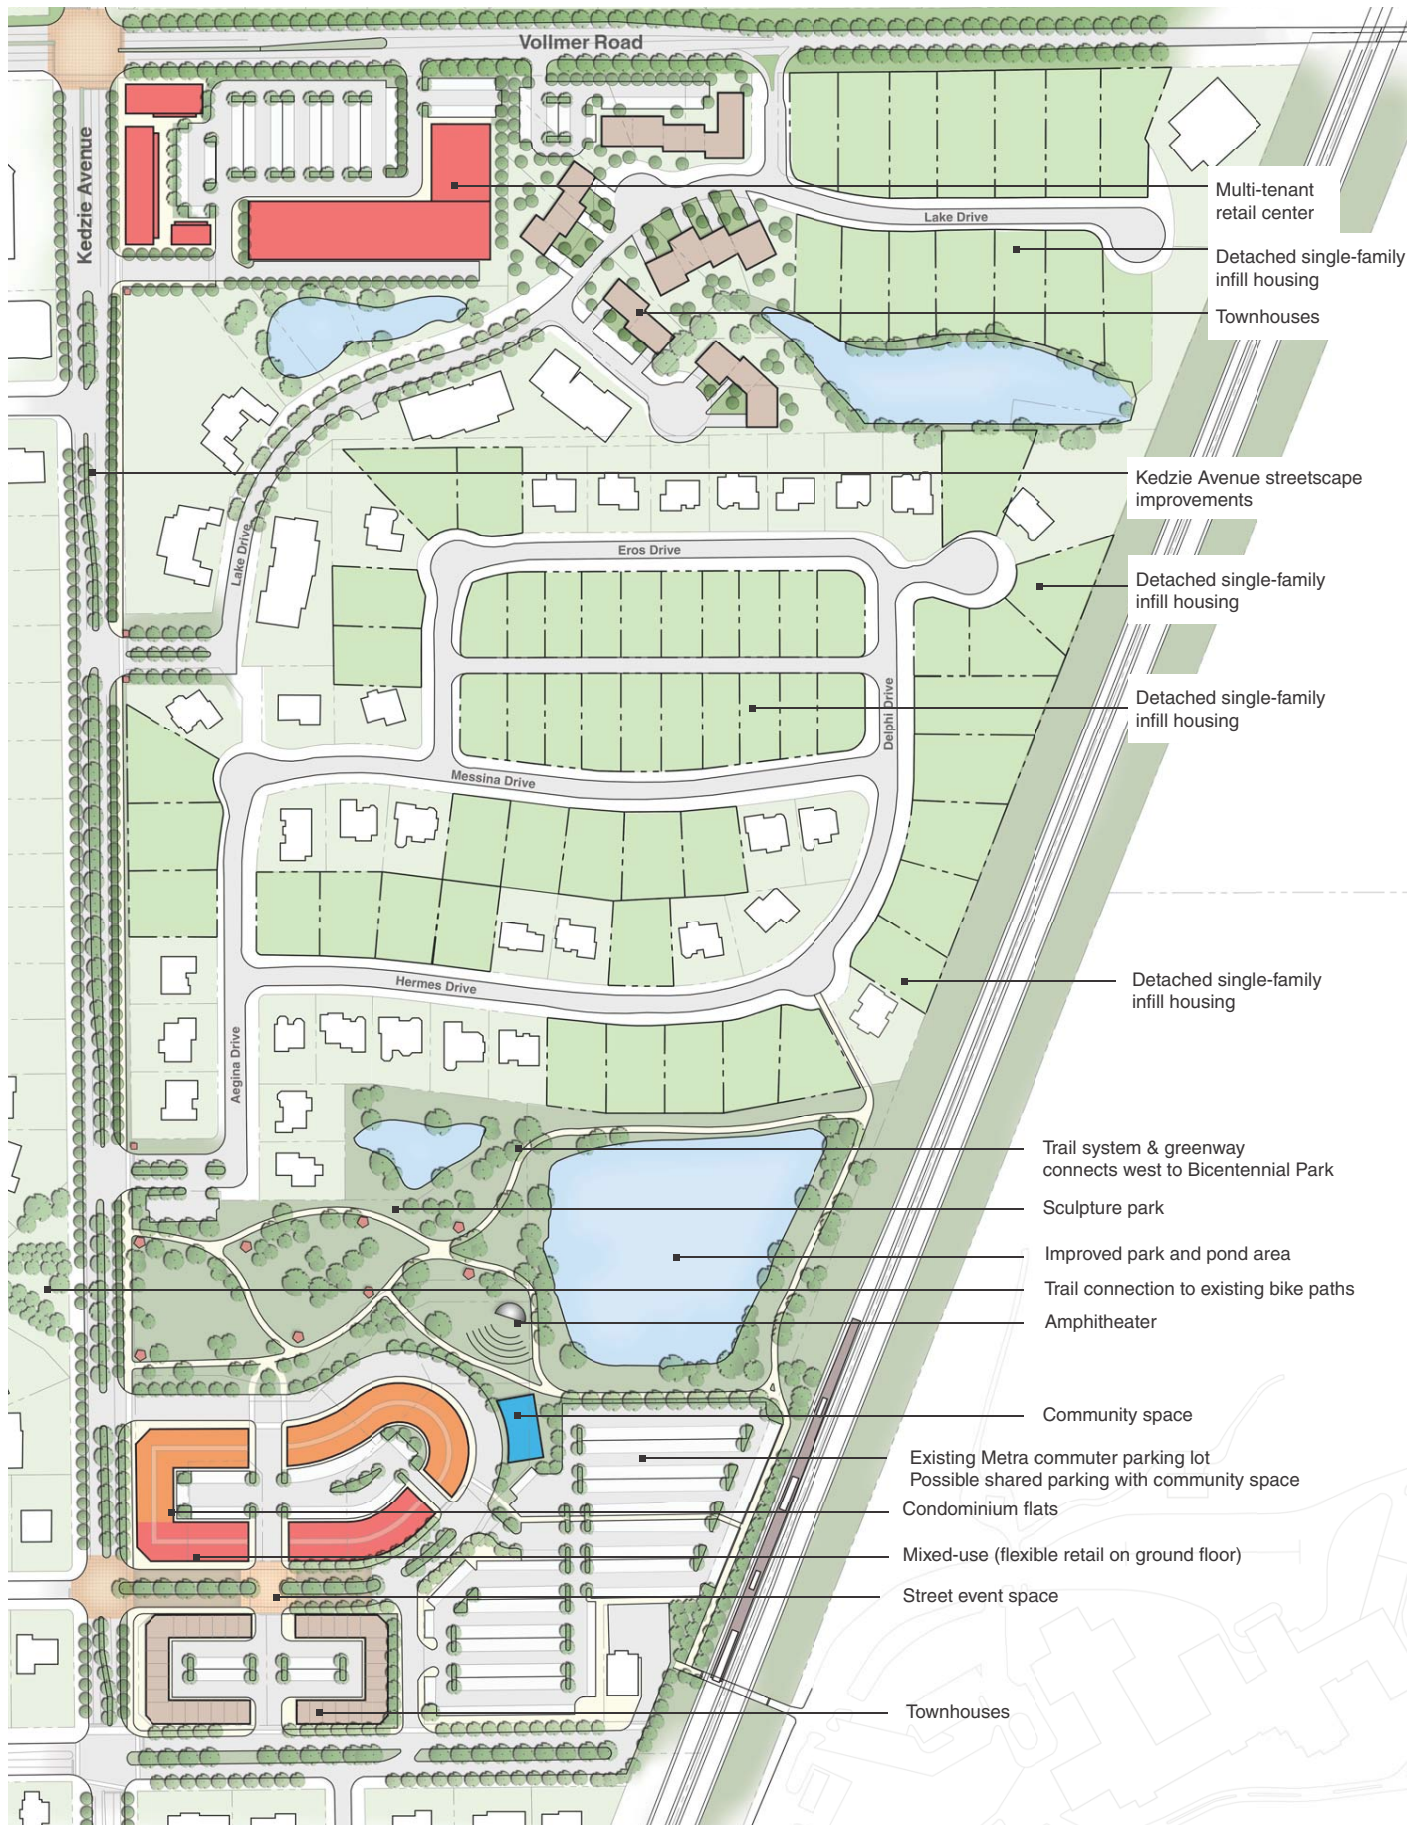 Vollmer Road
Kedzie Avenue
Multi-tenant
retail center
Lake Drive
Detached single-family
infill housing
Townhouses
Kedzie Avenue streetscape
improvements
Lake Drive
Eros Drive
Detached single-family
infill housing
Delphi Drive
Detached single-family
infill housing
Messina Drive
Hermes Drive
Detached single-family
infill housing
Aegina Drive
Trail system & greenway
connects west to Bicentennial Park
Sculpture park
Improved park and pond area
Trail connection to existing bike paths
Amphitheater
Community space
Existing Metra commuter parking lot
Possible shared parking with community space
Condominium flats
Mixed-use (flexible retail on ground floor)
Street event space
Townhouses